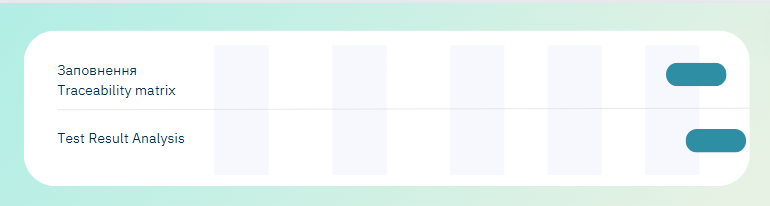 Заповнення
Traceability matrix
Test Result Analysis